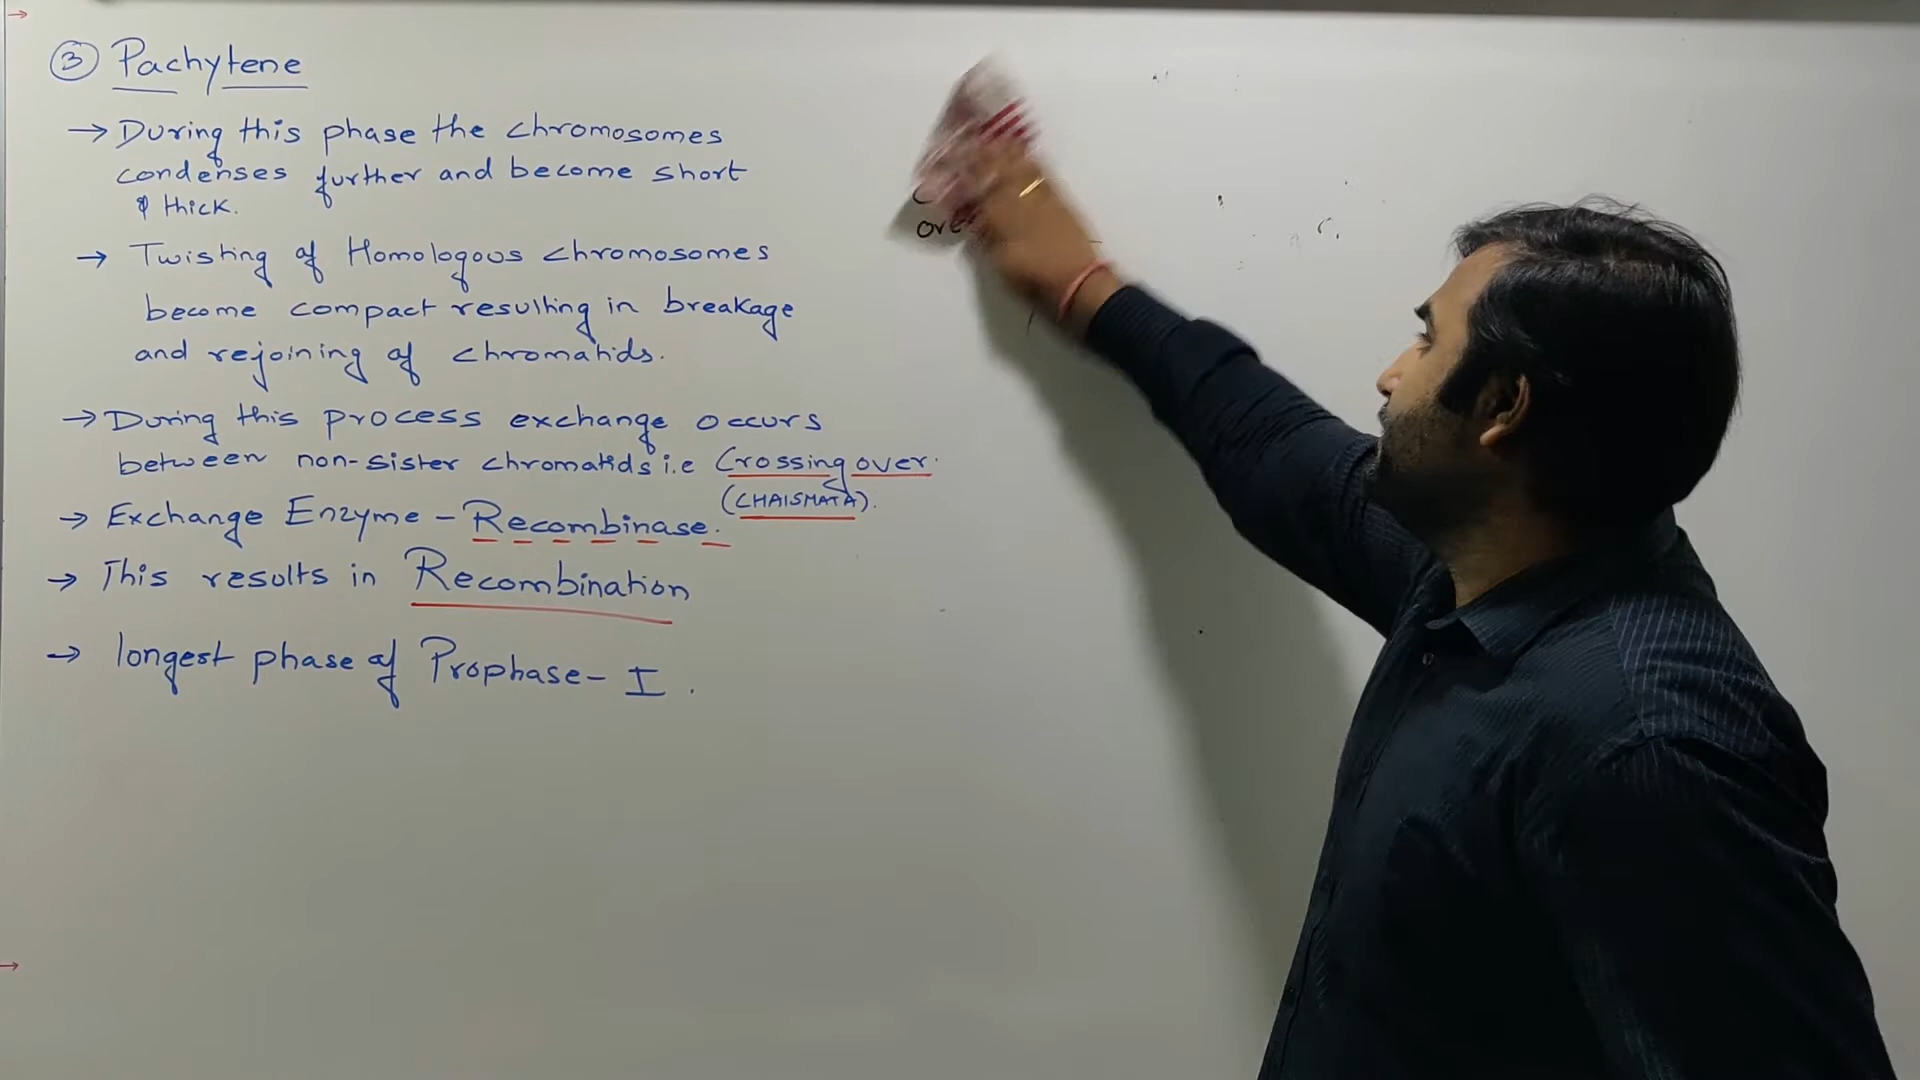 ③ Pachytene
→ During this phase the chromosomes
condenses further and become short
& thick.
→ Twisting of Homologous chromosomes
become compact resulting in breakage
and rejoining of chromatids.
→ During this process exchange occurs
between non-sister chromatids i.e Crossing over.
(CHAISMATA).
→ Exchange Enzyme - Recombinase.
→ This results in Recombination
→ longest phase of Prophase - I .